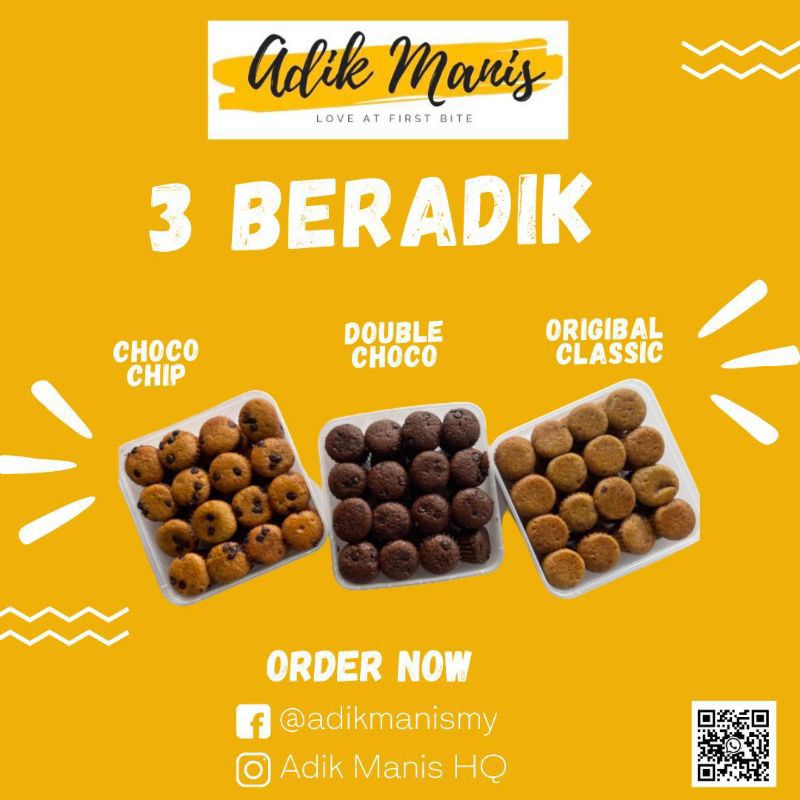 Adik Manis
LOVE AT FIRST BITE
3 BERADIK
CHOCO
CHIP
DOUBLE
CHOCO
ORIGIBAL
CLASSIC
ORDER NOW
@adikmanismy
Adik Manis HQ